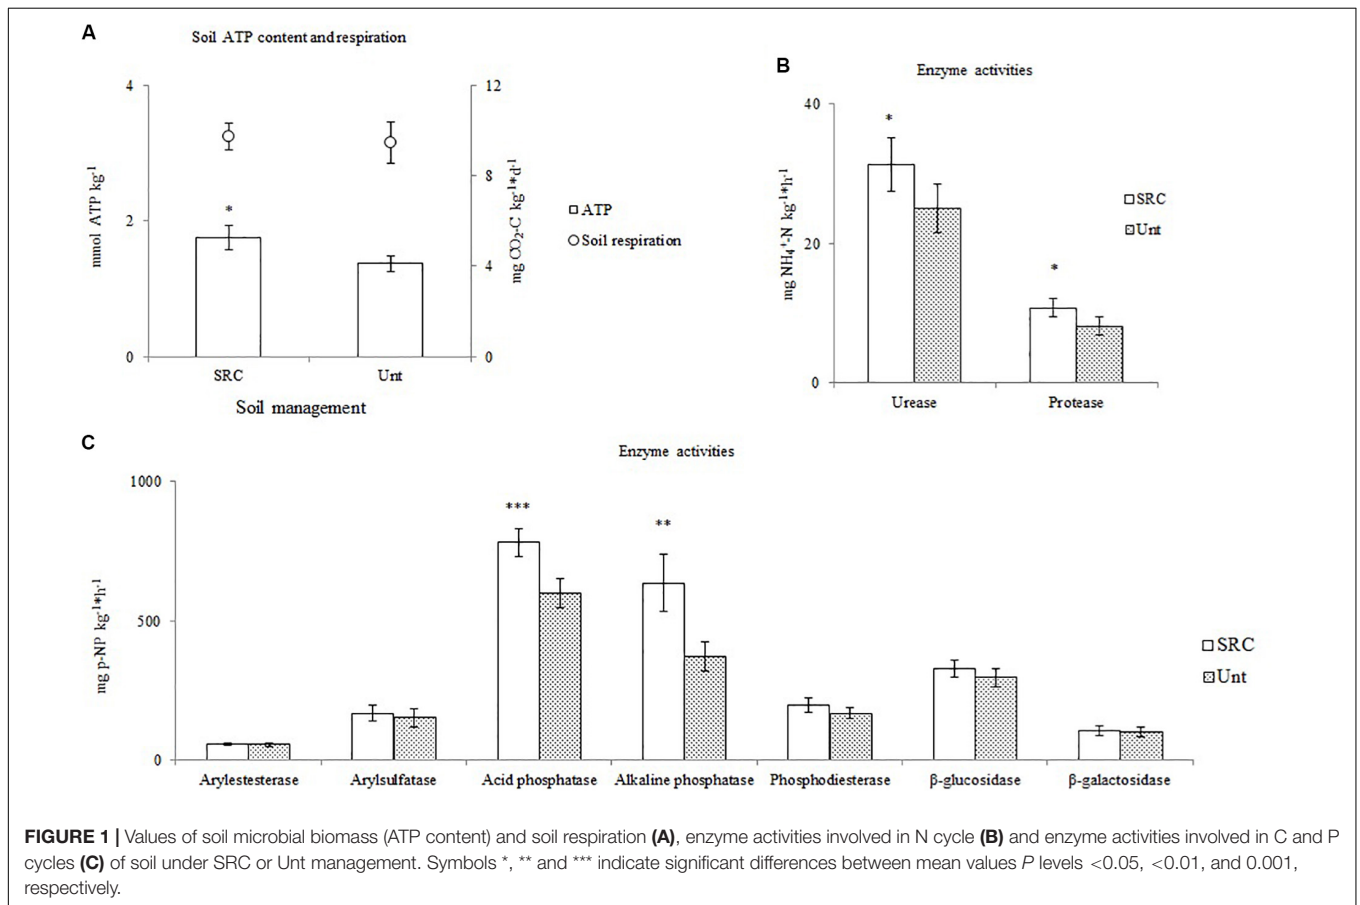 A
Soil ATP content and respiration
4
2
0
mmol ATP kg⁻¹
12
8
4
0
mg CO₂-C kg⁻¹*d⁻¹
*
SRC
Unt
Soil management
ATP
Soil respiration
B
Enzyme activities
40
20
0
mg NH₄⁺-N kg⁻¹*h⁻¹
*
*
Urease
Protease
SRC
Unt
C
Enzyme activities
1000
500
0
mg p-NP kg⁻¹*h⁻¹
***
**
Arylestesterase
Arylsulfatase
Acid phosphatase
Alkaline phosphatase
Phosphodiesterase
β-glucosidase
β-galactosidase
SRC
Unt
FIGURE 1 | Values of soil microbial biomass (ATP content) and soil respiration (A), enzyme activities involved in N cycle (B) and enzyme activities involved in C and P
cycles (C) of soil under SRC or Unt management. Symbols *, ** and *** indicate significant differences between mean values P levels <0.05, <0.01, and 0.001,
respectively.